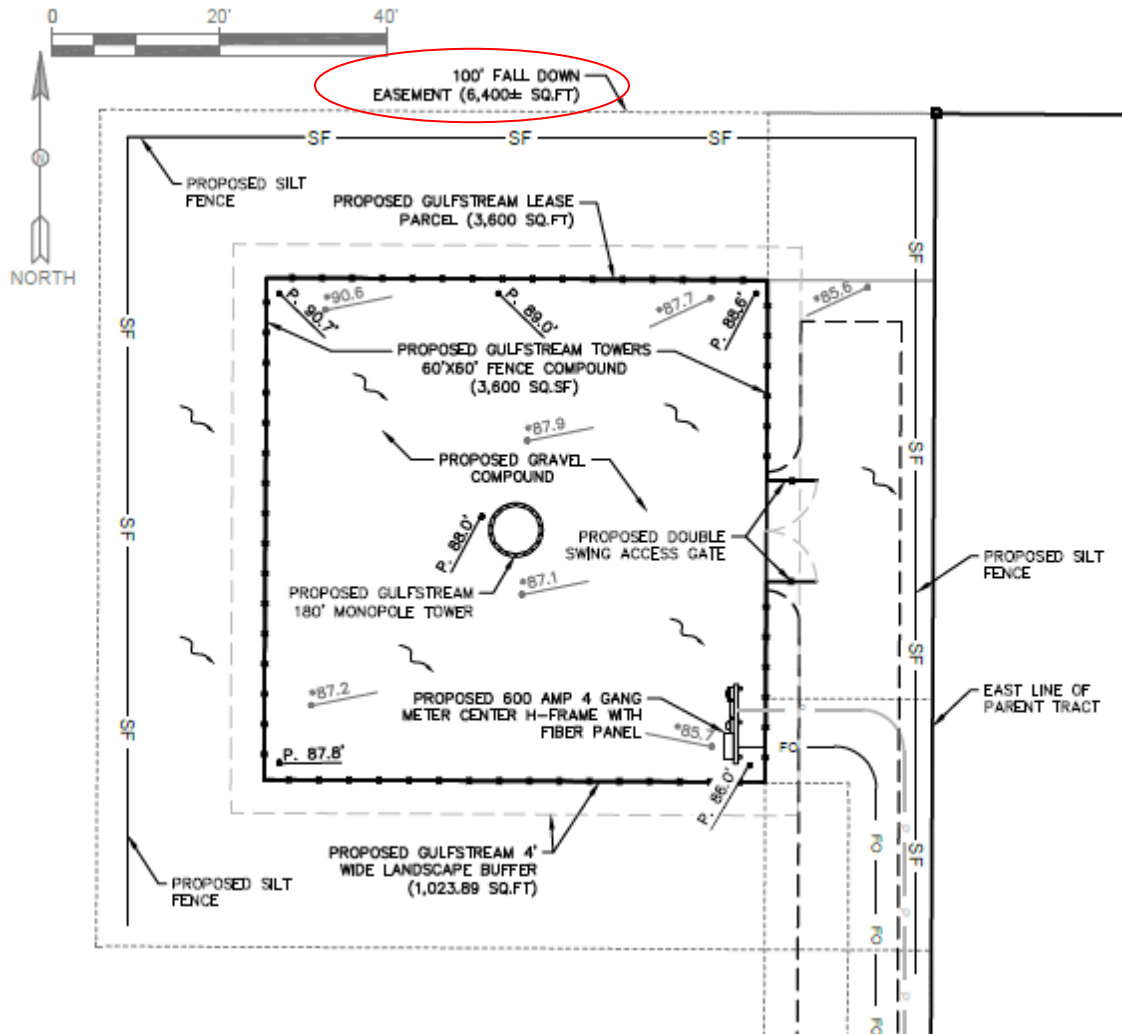 0 20' 40'
100' FALL DOWN
EASEMENT (6,400± SQ.FT)
SF SF SF
N
NORTH
PROPOSED SILT
FENCE
PROPOSED GULFSTREAM LEASE
PARCEL (3,600 SQ.FT)
SF
*90.6
*87.7
*85.6
P. 90.7'
P. 89.0'
P. 88.6'
SF
PROPOSED GULFSTREAM TOWERS
60'X60' FENCE COMPOUND
(3,600 SQ.SF)
*87.9
SF
PROPOSED GRAVEL
COMPOUND
P. 88.0'
SF
PROPOSED DOUBLE
SWING ACCESS GATE
PROPOSED SILT
FENCE
*87.1
PROPOSED GULFSTREAM
180' MONOPOLE TOWER
SF
*87.2
PROPOSED 600 AMP 4 GANG
METER CENTER H-FRAME WITH
FIBER PANEL
EAST LINE OF
PARENT TRACT
P
SF
*85.7
FO
P. 87.8'
P. 86.0'
PROPOSED GULFSTREAM 4'
WIDE LANDSCAPE BUFFER
(1,023.89 SQ.FT)
FO
P
SF
PROPOSED SILT
FENCE
P
FO
P
FO